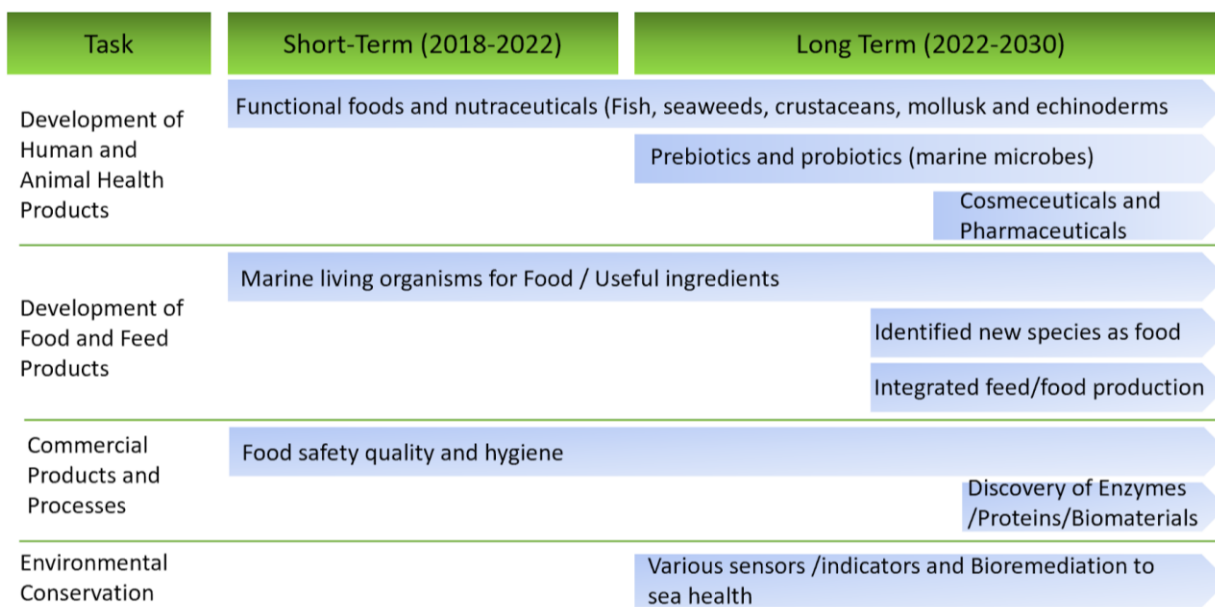 Task
Short-Term (2018-2022)
Long Term (2022-2030)
Development of
Human and
Animal Health
Products
Functional foods and nutraceuticals (Fish, seaweeds, crustaceans, mollusk and echinoderms
Prebiotics and probiotics (marine microbes)
Cosmeceuticals and
Pharmaceuticals
Development of
Food and Feed
Products
Marine living organisms for Food / Useful ingredients
Identified new species as food
Integrated feed/food production
Commercial
Products and
Processes
Food safety quality and hygiene
Discovery of Enzymes
/Proteins/Biomaterials
Environmental
Conservation
Various sensors /indicators and Bioremediation to
sea health